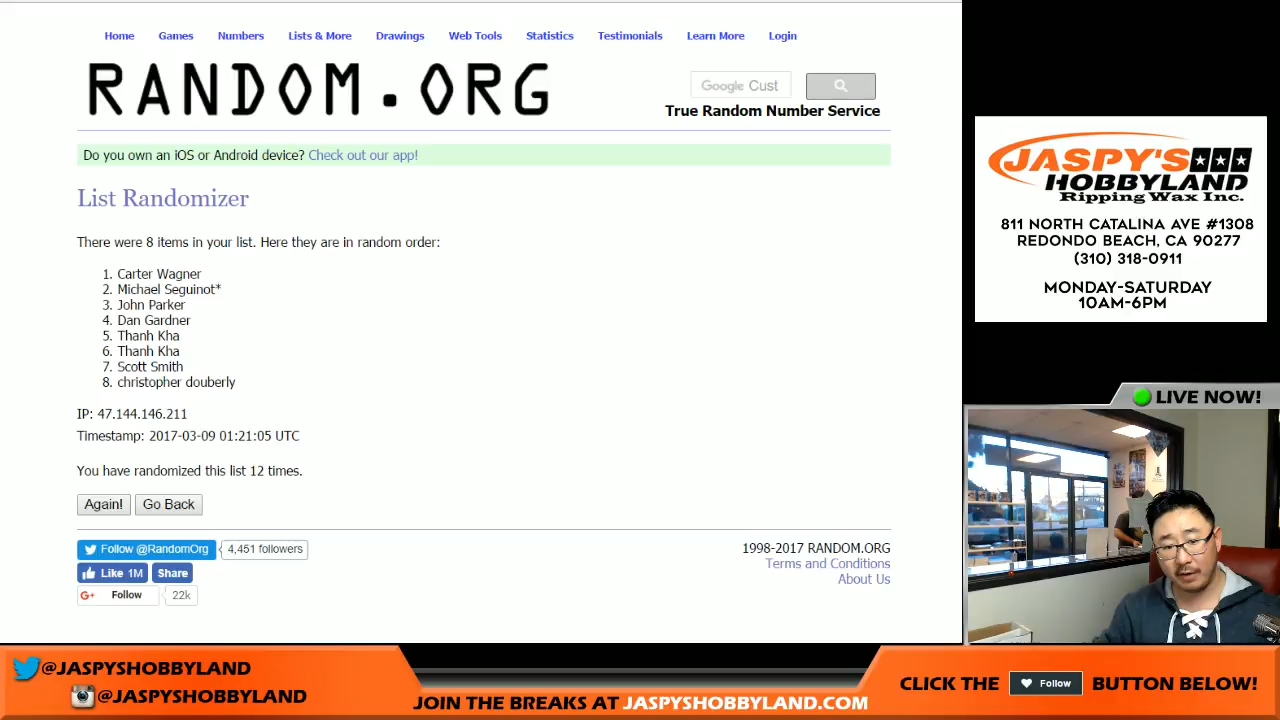 Home Games Numbers Lists & More Drawings Web Tools Statistics Testimonials Learn More Login
RANDOM.ORG
Google Cust
True Random Number Service
Do you own an iOS or Android device? Check out our app!
List Randomizer
There were 8 items in your list. Here they are in random order:
1. Carter Wagner
2. Michael Seguinot*
3. John Parker
4. Dan Gardner
5. Thanh Kha
6. Thanh Kha
7. Scott Smith
8. christopher douberly
IP: 47.144.146.211
Timestamp: 2017-03-09 01:21:05 UTC
You have randomized this list 12 times.
Again! Go Back
Follow @RandomOrg 4,451 followers
Like 1M Share
G+ Follow 22k
1998-2017 RANDOM.ORG
Terms and Conditions
About Us
JASPY'S
HOBBYLAND
Ripping Wax Inc.
811 NORTH CATALINA AVE #1308
REDONDO BEACH, CA 90277
(310) 318-0911
MONDAY-SATURDAY
10AM-6PM
LIVE NOW!
@JASPYSHOBBYLAND
@JASPYSHOBBYLAND
JOIN THE BREAKS AT JASPYSHOBBYLAND.COM
CLICK THE Follow BUTTON BELOW!